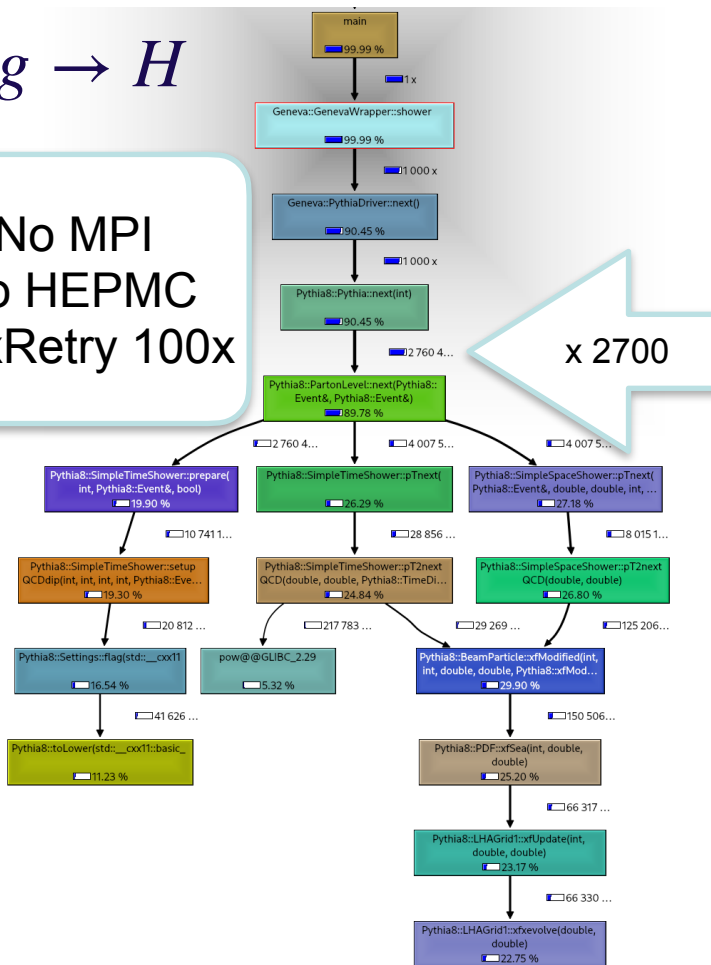 g → H
No MPI
HEPMC
Retry 100x
x 2700
main
99.99 %
1 x
Geneva::GenevaWrapper::shower
99.99 %
1 000 x
Geneva::PythiaDriver::next()
90.45 %
1 000 x
Pythia8::Pythia::next(int)
90.45 %
2 760 4...
Pythia8::PartonLevel::next(Pythia8::
Event&, Pythia8::Event&)
89.78 %
2 760 4...
4 007 5...
4 007 5...
Pythia8::SimpleTimeShower::prepare(
int, Pythia8::Event&, bool)
19.90 %
Pythia8::SimpleTimeShower::pTnext(
26.29 %
Pythia8::SimpleSpaceShower::pTnext(
Pythia8::Event&, double, double, int, ...
27.18 %
10 741 1...
28 856 ...
8 015 1...
Pythia8::SimpleTimeShower::setup
QCDdip(int, int, int, int, Pythia8::Eve...
19.30 %
Pythia8::SimpleTimeShower::pT2next
QCD(double, double, Pythia8::TimeDi...
24.84 %
Pythia8::SimpleSpaceShower::pT2next
QCD(double, double)
26.80 %
20 812 ...
217 783 ...
29 269 ...
125 206...
Pythia8::Settings::flag(std::__cxx11
16.54 %
pow@@GLIBC_2.29
5.32 %
Pythia8::BeamParticle::xfModified(int,
int, double, double, Pythia8::xfMod...
29.90 %
41 626 ...
150 506...
Pythia8::toLower(std::__cxx11::basic_
11.23 %
Pythia8::PDF::xfSea(int, double,
double)
25.20 %
66 317 ...
Pythia8::LHAGrid1::xfUpdate(int,
double, double)
23.17 %
66 330 ...
Pythia8::LHAGrid1::xfxevolve(double,
double)
22.75 %